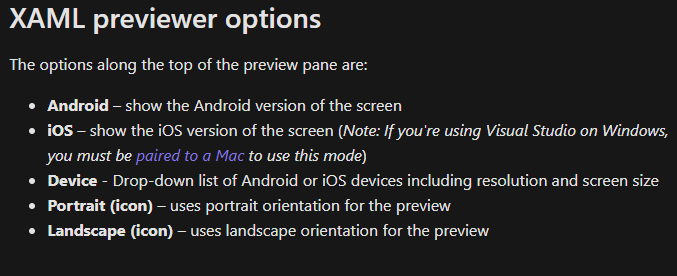 XAML previewer options
The options along the top of the preview pane are:
• Android – show the Android version of the screen
• iOS – show the iOS version of the screen (Note: If you're using Visual Studio on Windows,
you must be paired to a Mac to use this mode)
• Device - Drop-down list of Android or iOS devices including resolution and screen size
• Portrait (icon) – uses portrait orientation for the preview
• Landscape (icon) – uses landscape orientation for the preview